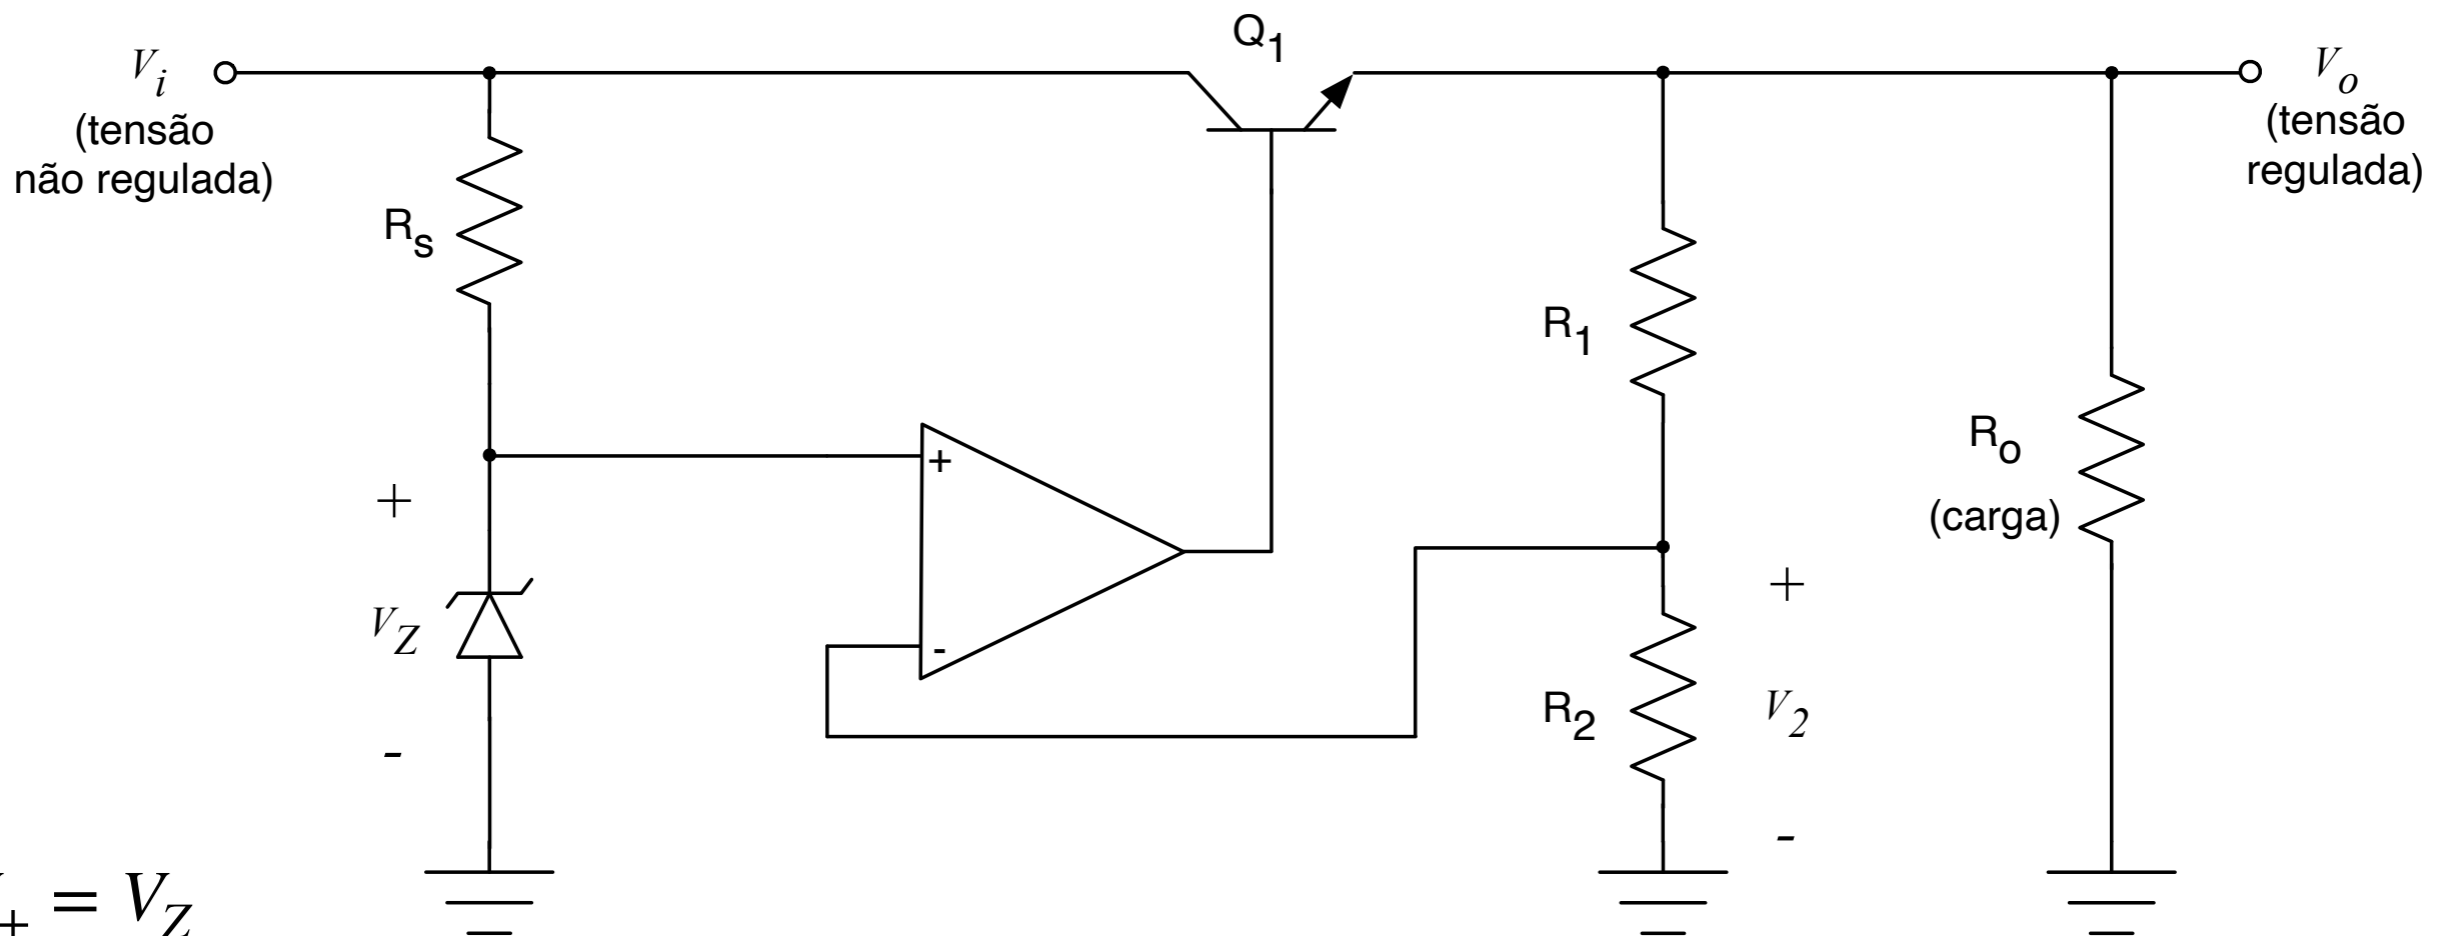 Q1
Vi
(tensão
não regulada)
Vo
(tensão
regulada)
Rs
R1
Ro
(carga)
+
+
-
VZ
-
+
R2
V2
-
+ = VZ